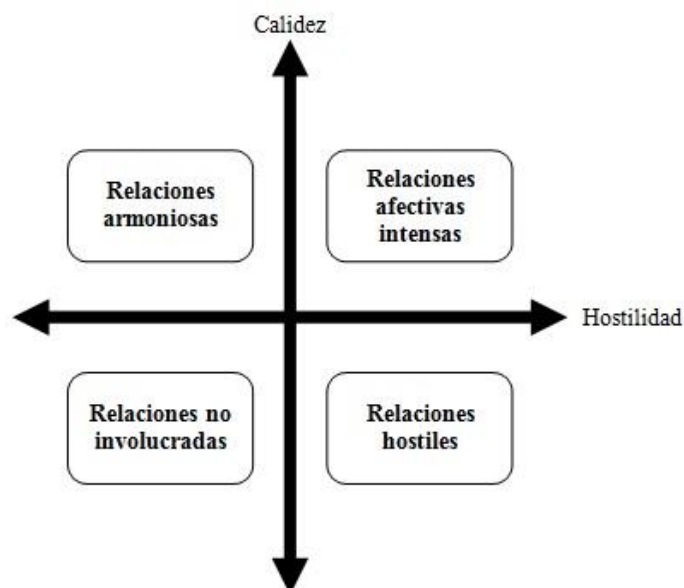 Calidez
Relaciones
armoniosas
Relaciones
afectivas
intensas
Hostilidad
Relaciones no
involucradas
Relaciones
hostiles